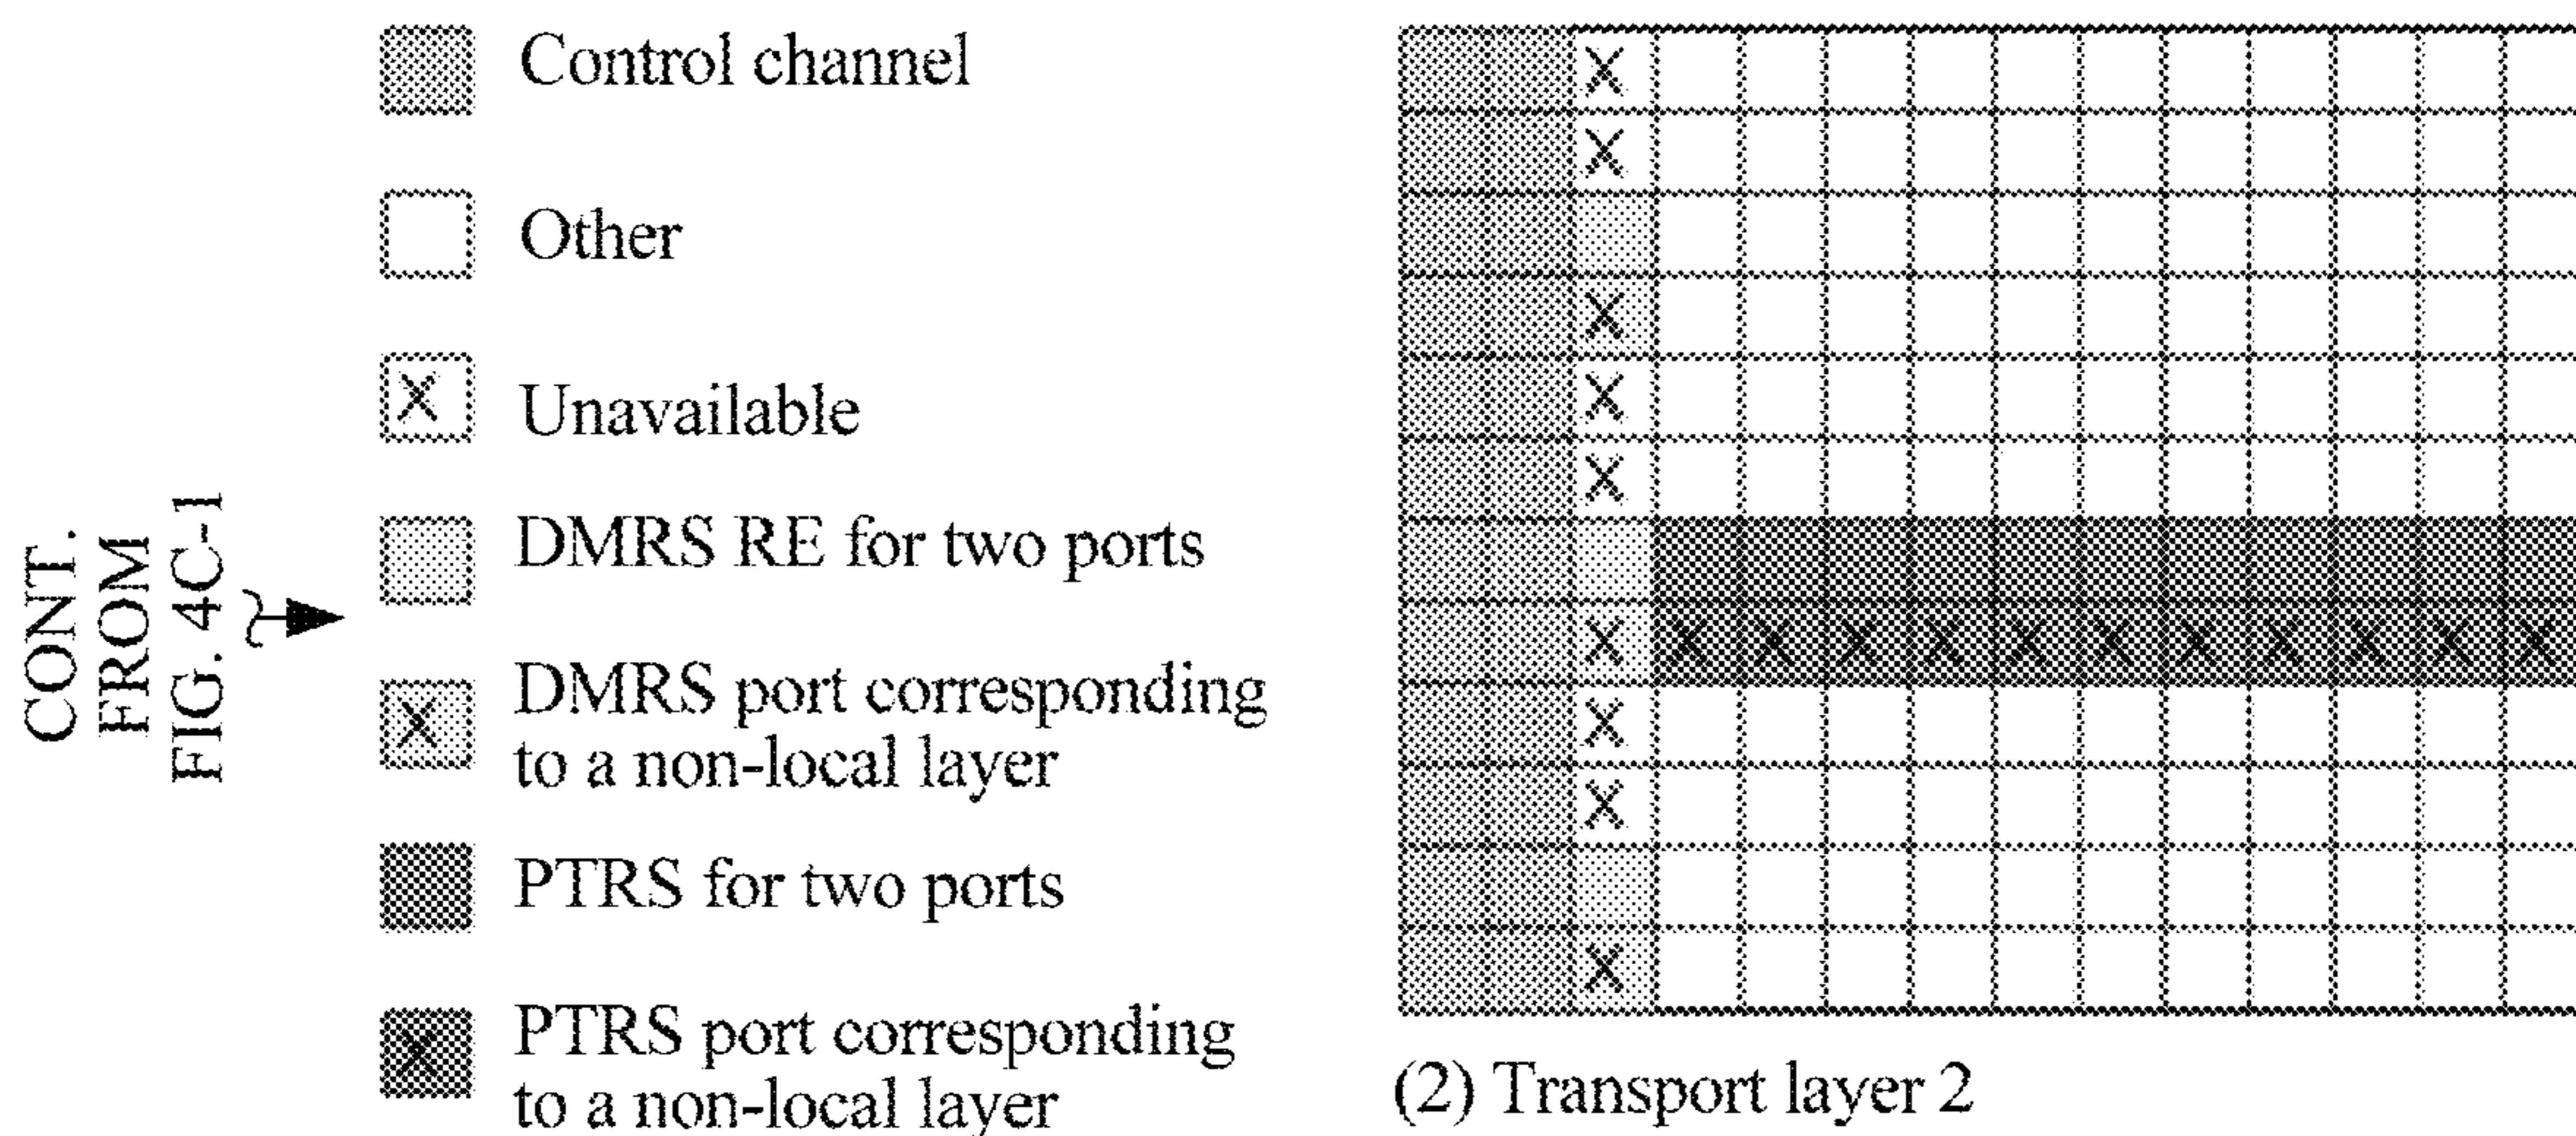 CONT.
FROM
FIG. 4C-1
Control channel
Other
X
Unavailable
DMRS RE for two ports
X
DMRS port corresponding
to a non-local layer
PTRS for two ports
X
PTRS port corresponding
to a non-local layer
X
X
X
X
X
X X X X X X X X X X X X
X
X
X
(2) Transport layer 2